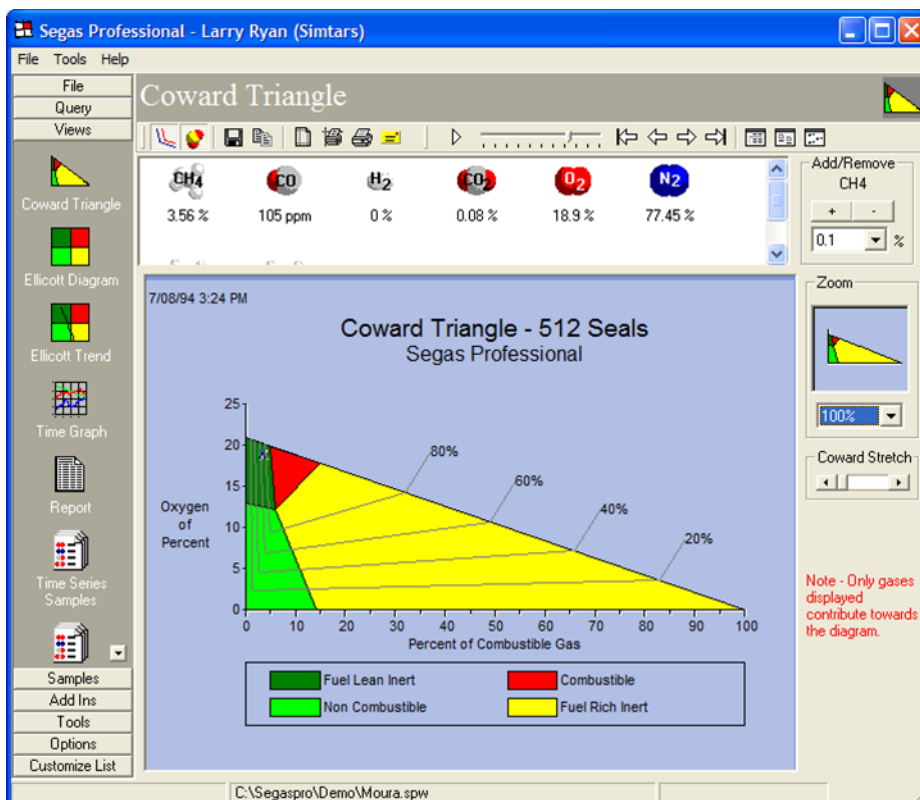 Segas Professional - Larry Ryan (Simtars)
File Tools Help
File
Query
Views
Coward Triangle
Ellicott Diagram
Ellicott Trend
Time Graph
Report
Time Series
Samples
Samples
Add Ins
Tools
Options
Customize List
Coward Triangle
CH4 CO H2 CO2 O2 N2
3.56 % 105 ppm 0 % 0.08 % 18.9 % 77.45 %
Add/Remove
CH4
+ -
0.1 %
Zoom
100%
Coward Stretch
Note - Only gases
displayed
contribute towards
the diagram.
7/08/94 3:24 PM
Coward Triangle - 512 Seals
Segas Professional
25
20
15
10
5
0
Oxygen
of
Percent
80%
60%
40%
20%
0 10 20 30 40 50 60 70 80 90 100
Percent of Combustible Gas
Fuel Lean Inert Combustible
Non Combustible Fuel Rich Inert
C:\Segaspro\Demo\Moura.spw